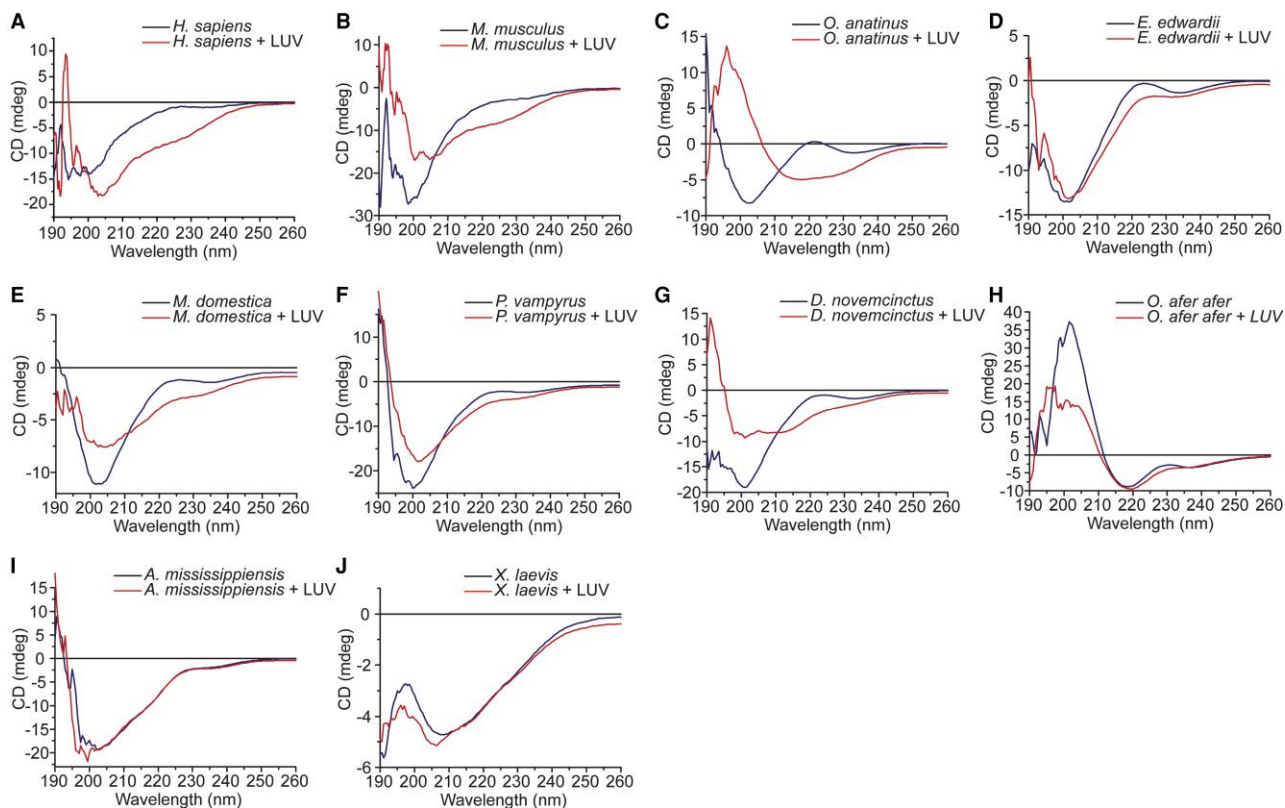 A
H. sapiens
H. sapiens + LUV
CD (mdeg)
10
5
0
-5
-10
-15
-20
190 200 210 220 230 240 250 260
Wavelength (nm)
B
M. musculus
M. musculus + LUV
CD (mdeg)
10
0
-10
-20
-30
190 200 210 220 230 240 250 260
Wavelength (nm)
C
O. anatinus
O. anatinus + LUV
CD (mdeg)
15
10
5
0
-5
-10
190 200 210 220 230 240 250 260
Wavelength (nm)
D
E. edwardii
E. edwardii + LUV
CD (mdeg)
5
0
-5
-10
-15
190 200 210 220 230 240 250 260
Wavelength (nm)
E
M. domestica
M. domestica + LUV
CD (mdeg)
5
0
-5
-10
190 200 210 220 230 240 250 260
Wavelength (nm)
F
P. vampyrus
P. vampyrus + LUV
CD (mdeg)
20
10
0
-10
-20
190 200 210 220 230 240 250 260
Wavelength (nm)
G
D. novemcinctus
D. novemcinctus + LUV
CD (mdeg)
15
10
5
0
-5
-10
-15
-20
190 200 210 220 230 240 250 260
Wavelength (nm)
H
O. afer afer
O. afer afer + LUV
CD (mdeg)
40
35
30
25
20
15
10
5
0
-5
-10
190 200 210 220 230 240 250 260
Wavelength (nm)
I
A. mississippiensis
A. mississippiensis + LUV
CD (mdeg)
15
10
5
0
-5
-10
-15
-20
190 200 210 220 230 240 250 260
Wavelength (nm)
J
X. laevis
X. laevis + LUV
CD (mdeg)
0
-2
-4
-6
190 200 210 220 230 240 250 260
Wavelength (nm)